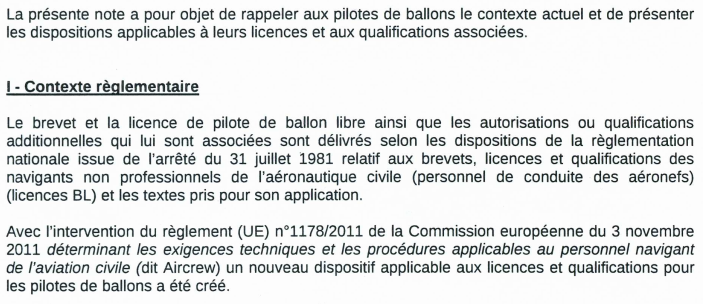 La présente note a pour objet de rappeler aux pilotes de ballons le contexte actuel et de présenter
les dispositions applicables à leurs licences et aux qualifications associées.
I - Contexte règlementaire
Le brevet et la licence de pilote de ballon libre ainsi que les autorisations ou qualifications
additionnelles qui lui sont associées sont délivrés selon les dispositions de la règlementation
nationale issue de l'arrêté du 31 juillet 1981 relatif aux brevets, licences et qualifications des
navigants non professionnels de l'aéronautique civile (personnel de conduite des aéronefs)
(licences BL) et les textes pris pour son application.
Avec l'intervention du règlement (UE) n°1178/2011 de la Commission européenne du 3 novembre
2011 déterminant les exigences techniques et les procédures applicables au personnel navigant
de l'aviation civile (dit Aircrew) un nouveau dispositif applicable aux licences et qualifications pour
les pilotes de ballons a été créé.